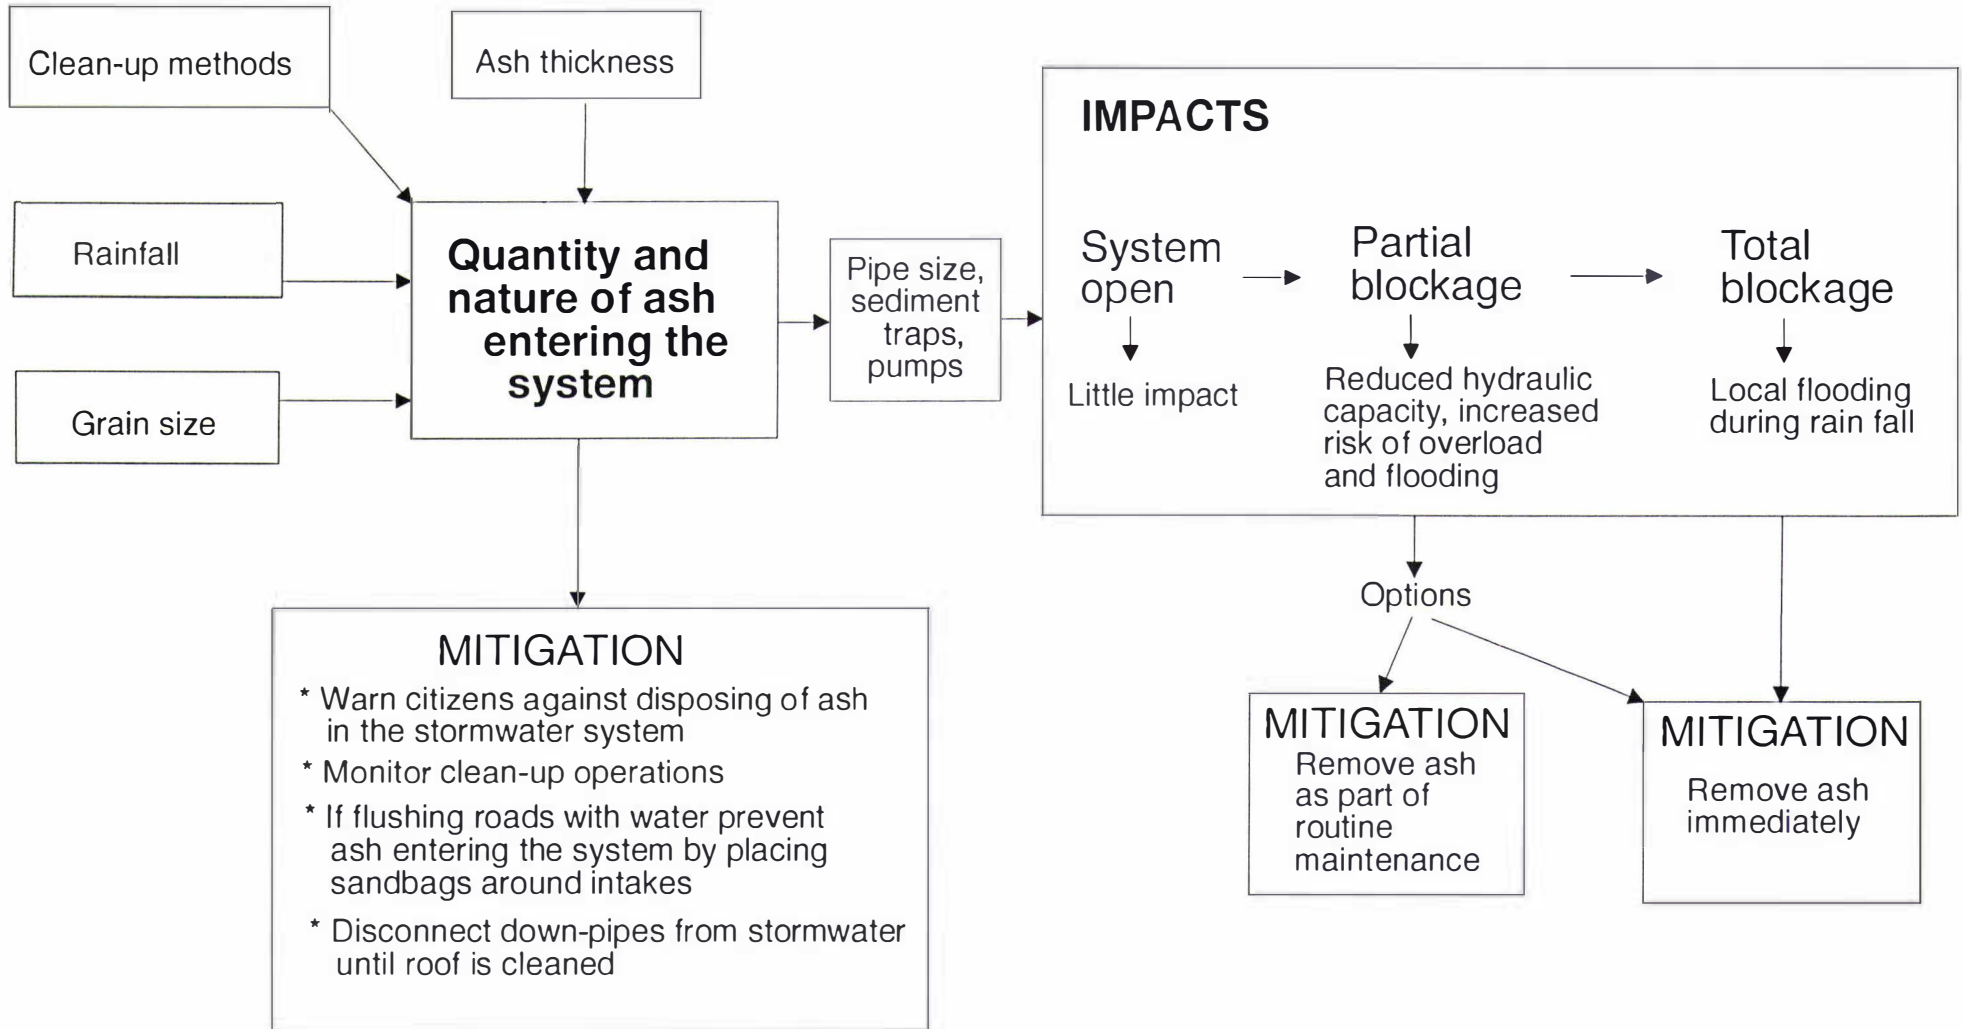 Clean-up methods
Ash thickness
Rainfall
Grain size
Quantity and
nature of ash
entering the
system
Pipe size,
sediment
traps,
pumps
IMPACTS
System
open
Partial
blockage
Total
blockage
Little impact
Reduced hydraulic
capacity, increased
risk of overload
and flooding
Local flooding
during rain fall
Options
MITIGATION
* Warn citizens against disposing of ash
in the stormwater system
* Monitor clean-up operations
* If flushing roads with water prevent
ash entering the system by placing
sandbags around intakes
* Disconnect down-pipes from stormwater
until roof is cleaned
MITIGATION
Remove ash
as part of
routine
maintenance
MITIGATION
Remove ash
immediately